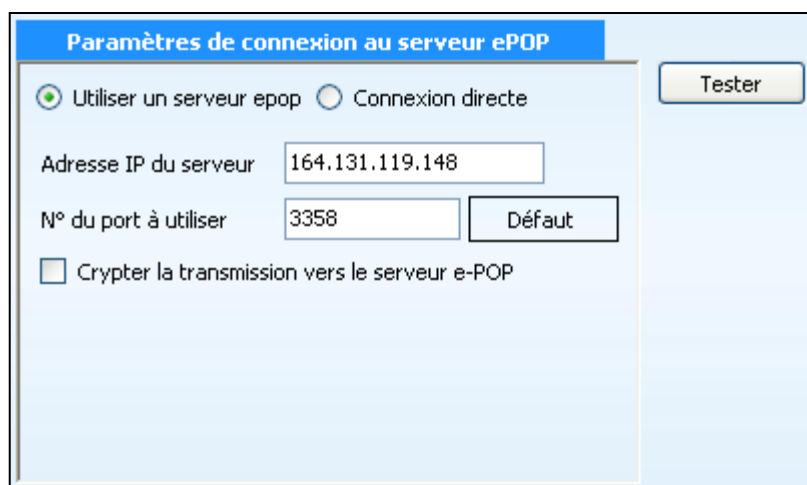 Paramètres de connexion au serveur ePOP
Utiliser un serveur epop Connexion directe
Tester
Adresse IP du serveur 164.131.119.148
N° du port à utiliser 3358 Défaut
Crypter la transmission vers le serveur e-POP